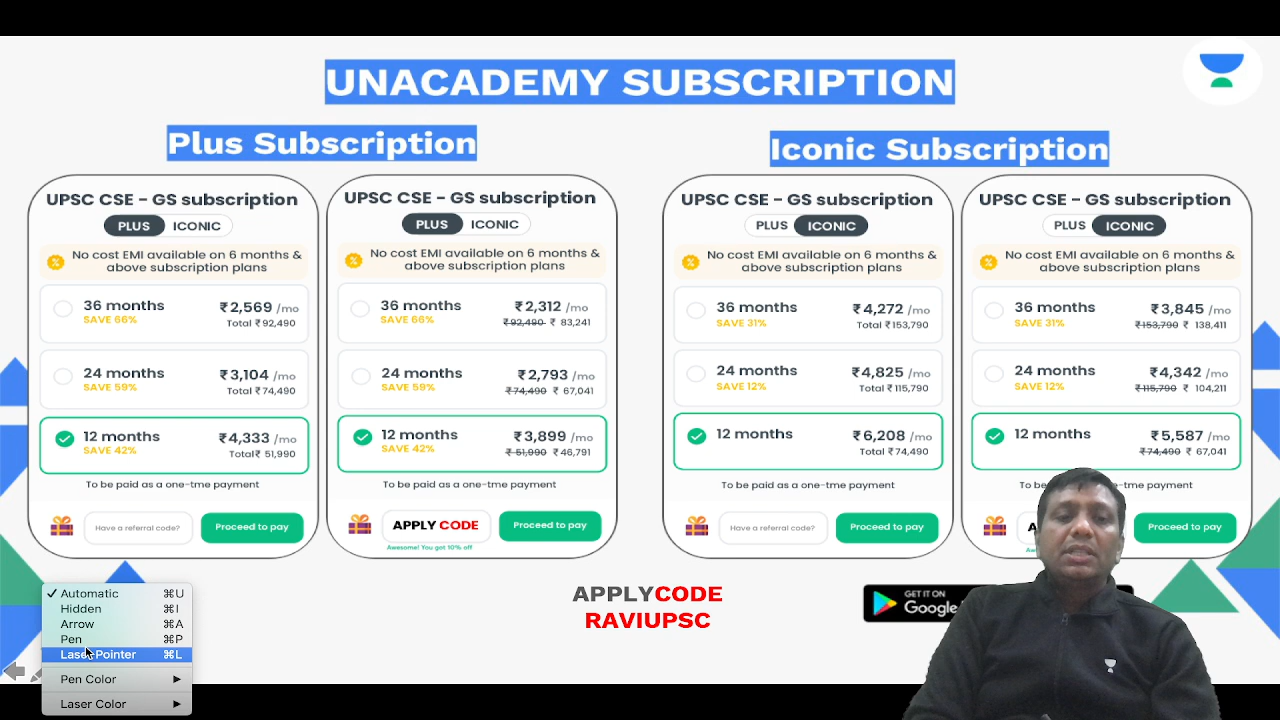 UNACADEMY SUBSCRIPTION
Plus Subscription
UPSC CSE - GS subscription
PLUS ICONIC
No cost EMI available on 6 months &
above subscription plans
36 months ₹2,569 /mo
SAVE 66% Total ₹92,490
24 months ₹3,104 /mo
SAVE 59% Total ₹74,490
12 months ₹4,333 /mo
SAVE 42% Total₹ 51,990
To be paid as a one-tme payment
Have a referral code? Proceed to pay
UPSC CSE - GS subscription
PLUS ICONIC
No cost EMI available on 6 months &
above subscription plans
36 months ₹2,312 /mo
SAVE 66% ₹92,490 ₹ 83,241
24 months ₹2,793 /mo
SAVE 59% ₹74,490 ₹ 67,041
12 months ₹3,899 /mo
SAVE 42% ₹ 51,990 ₹46,791
To be paid as a one-tme payment
APPLY CODE Proceed to pay
Awesome! You got 10% off
Iconic Subscription
UPSC CSE - GS subscription
PLUS ICONIC
No cost EMI available on 6 months &
above subscription plans
36 months ₹4,272 /mo
SAVE 31% Total ₹153,790
24 months ₹4,825 /mo
SAVE 12% Total ₹115,790
12 months ₹6,208 /mo
Total ₹74,490
To be paid as a one-tme payment
Have a referral code? Proceed to pay
UPSC CSE - GS subscription
PLUS ICONIC
No cost EMI available on 6 months &
above subscription plans
36 months ₹3,845 /mo
SAVE 31% ₹153,790 ₹ 138,411
24 months ₹4,342 /mo
SAVE 12% ₹115,790 ₹ 104,211
12 months ₹5,587 /mo
₹74,490 ₹ 67,041
To be one-tme payment
Proceed to pay
APPLYCODE
RAVIUPSC
GET IT ON
Google
✓ Automatic ⌘U
Hidden ⌘I
Arrow ⌘A
Pen ⌘P
Laser Pointer ⌘L
Pen Color
Laser Color